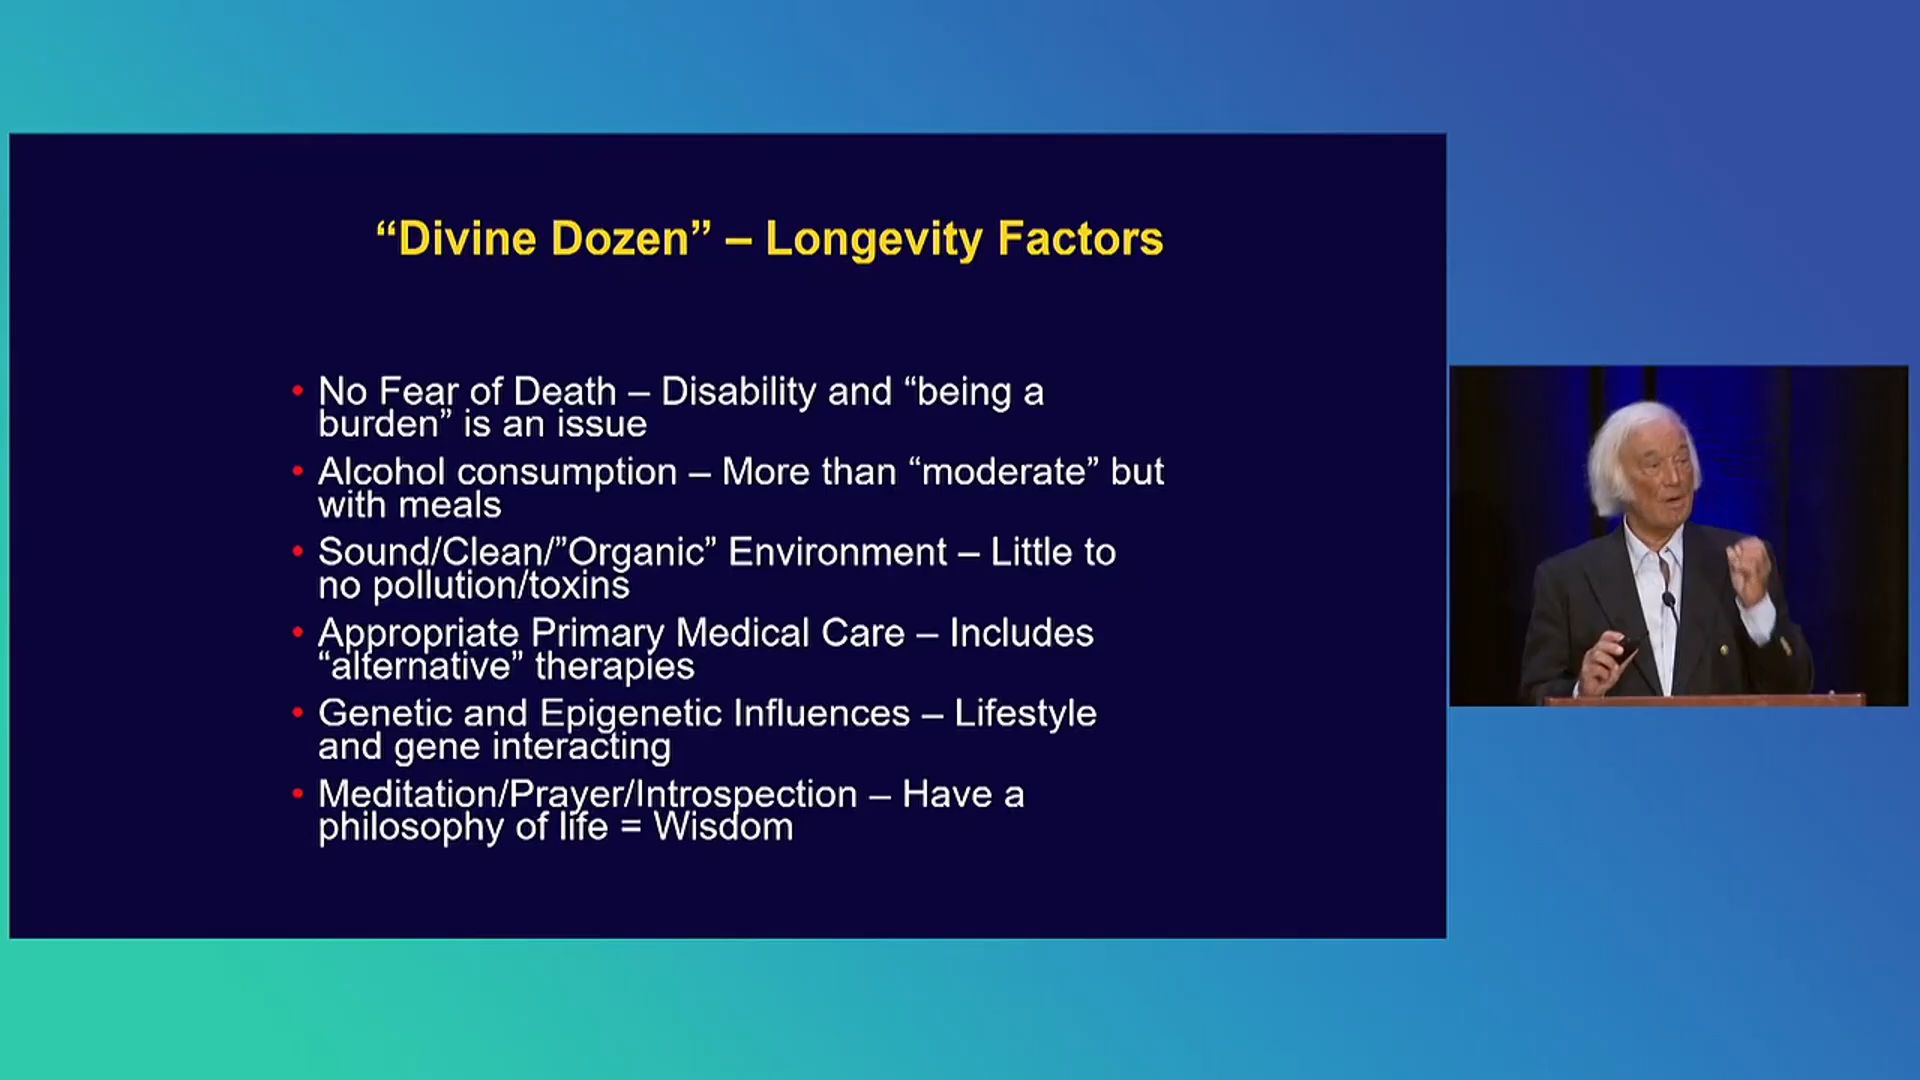 “Divine Dozen” – Longevity Factors
• No Fear of Death – Disability and “being a
burden” is an issue
• Alcohol consumption – More than “moderate” but
with meals
• Sound/Clean/”Organic” Environment – Little to
no pollution/toxins
• Appropriate Primary Medical Care – Includes
“alternative” therapies
• Genetic and Epigenetic Influences – Lifestyle
and gene interacting
• Meditation/Prayer/Introspection – Have a
philosophy of life = Wisdom